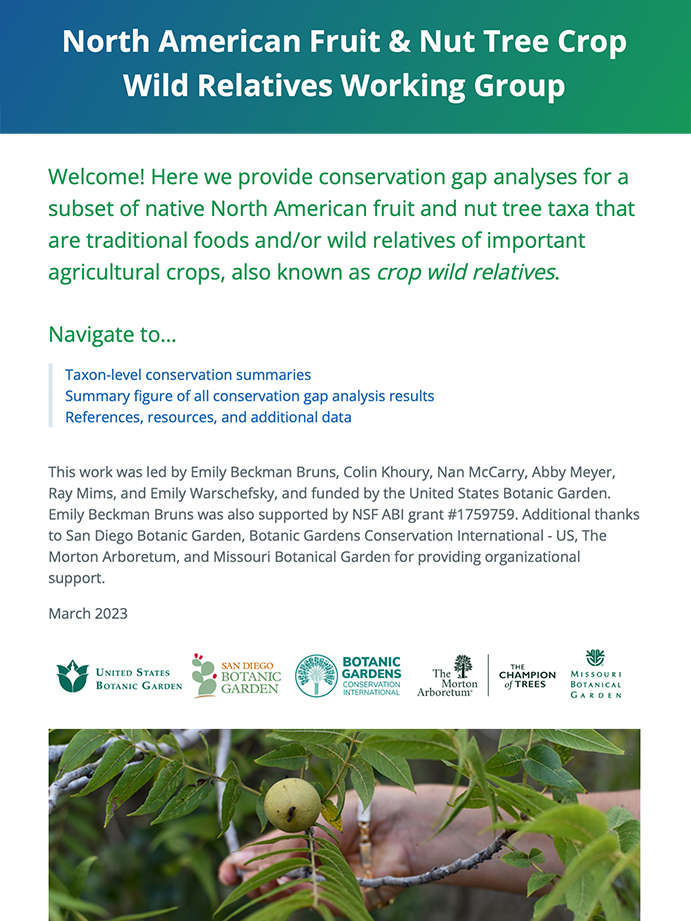 North American Fruit & Nut Tree Crop
Wild Relatives Working Group
Welcome! Here we provide conservation gap analyses for a
subset of native North American fruit and nut tree taxa that
are traditional foods and/or wild relatives of important
agricultural crops, also known as crop wild relatives.
Navigate to...
Taxon-level conservation summaries
Summary figure of all conservation gap analysis results
References, resources, and additional data
This work was led by Emily Beckman Bruns, Colin Khoury, Nan McCarry, Abby Meyer,
Ray Mims, and Emily Warschefsky, and funded by the United States Botanic Garden.
Emily Beckman Bruns was also supported by NSF ABI grant #1759759. Additional thanks
to San Diego Botanic Garden, Botanic Gardens Conservation International - US, The
Morton Arboretum, and Missouri Botanical Garden for providing organizational
support.
March 2023
United States
Botanic Garden
SAN DIEGO
BOTANIC
GARDEN
BOTANIC
GARDENS
CONSERVATION
INTERNATIONAL
The
Morton
Arboretum
THE
CHAMPION
of TREES
MISSOURI
BOTANICAL
GARDEN